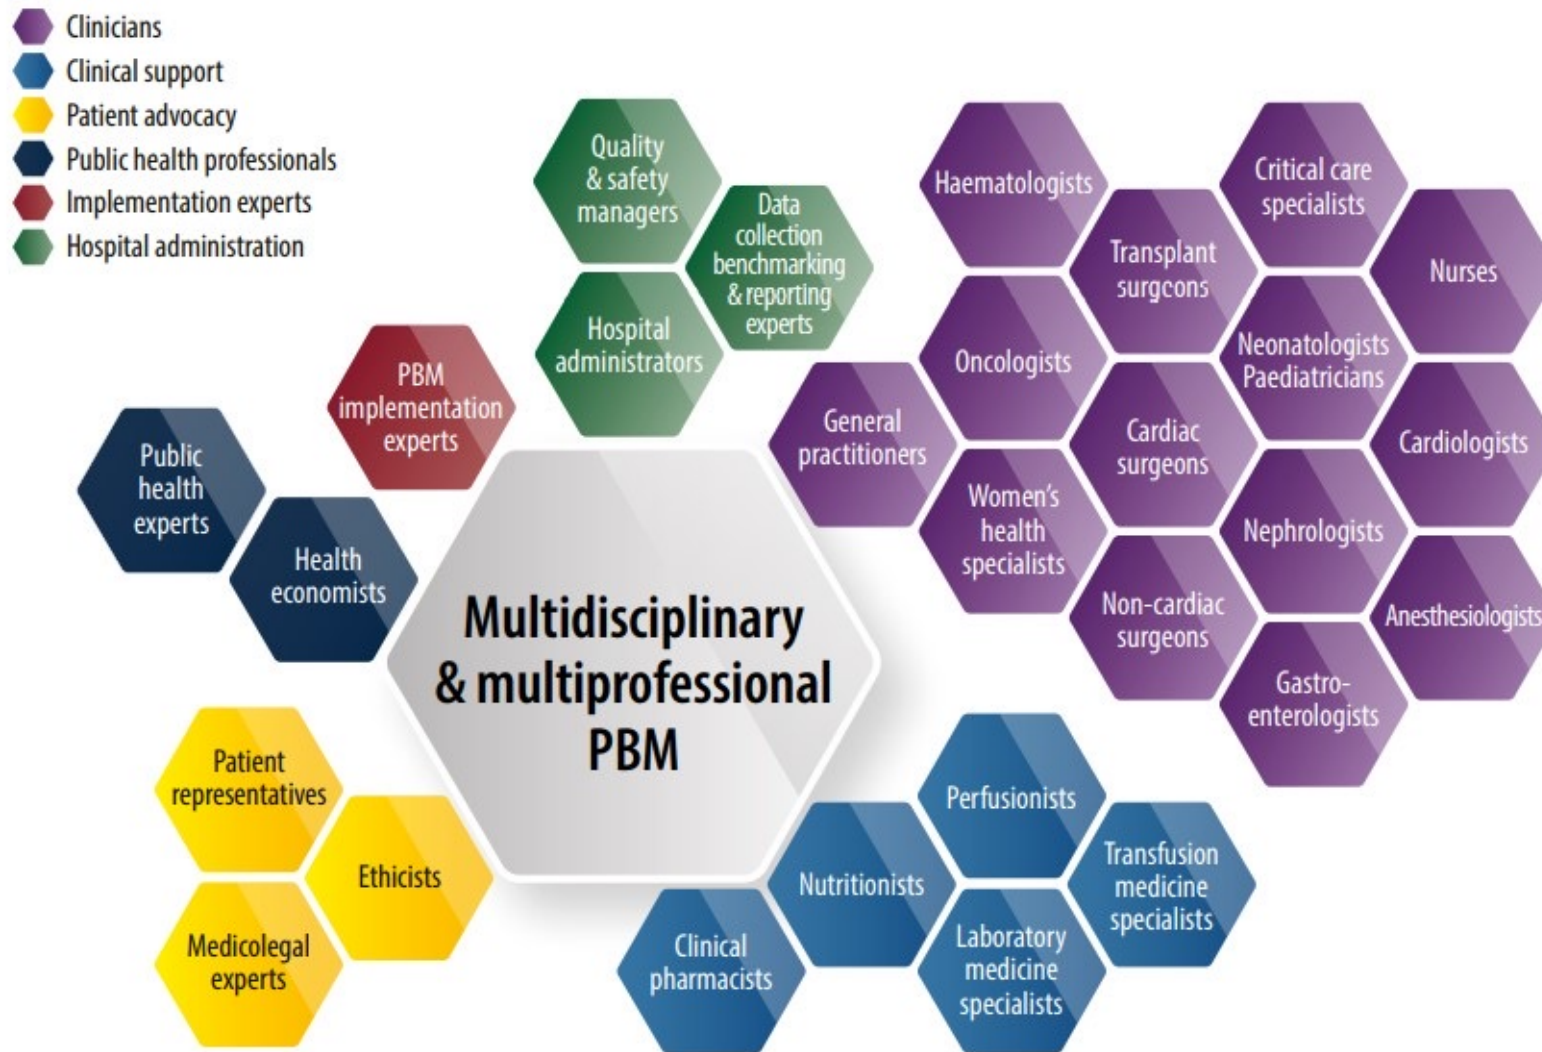 Clinicians
Clinical support
Patient advocacy
Public health professionals
Implementation experts
Hospital administration
Quality
& safety
managers
Data
collection
benchmarking
& reporting
experts
Hospital
administrators
PBM
implementation
experts
Public
health
experts
Health
economists
Multidisciplinary
& multiprofessional
PBM
Patient
representatives
Ethicists
Medicolegal
experts
Haematologists
Critical care
specialists
Transplant
surgeons
Nurses
Oncologists
Neonatologists
Paediatricians
General
practitioners
Cardiac
surgeons
Cardiologists
Women's
health
specialists
Nephrologists
Non-cardiac
surgeons
Anesthesiologists
Gastro-
enterologists
Perfusionists
Nutritionists
Transfusion
medicine
specialists
Clinical
pharmacists
Laboratory
medicine
specialists